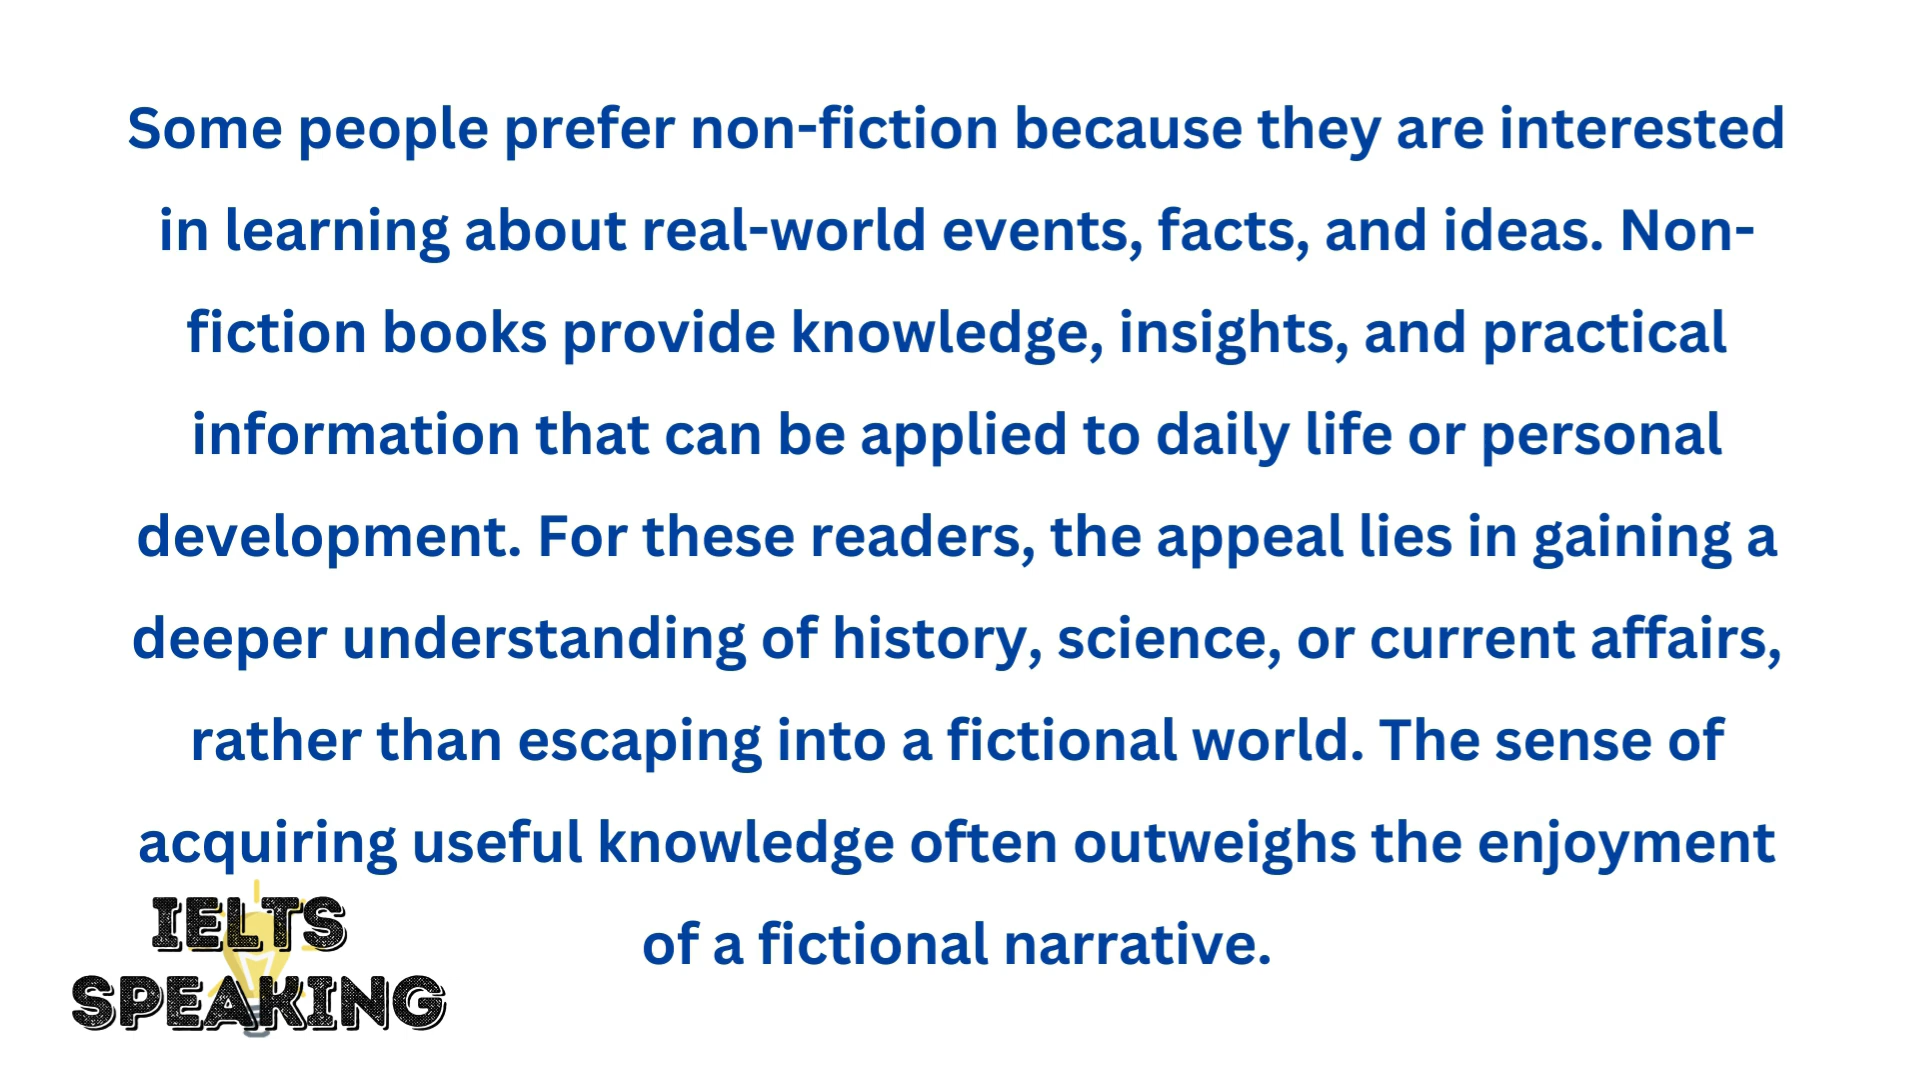 Some people prefer non-fiction because they are interested
in learning about real-world events, facts, and ideas. Non-
fiction books provide knowledge, insights, and practical
information that can be applied to daily life or personal
development. For these readers, the appeal lies in gaining a
deeper understanding of history, science, or current affairs,
rather than escaping into a fictional world. The sense of
acquiring useful knowledge often outweighs the enjoyment
of a fictional narrative.
IELTS
SPEAKING